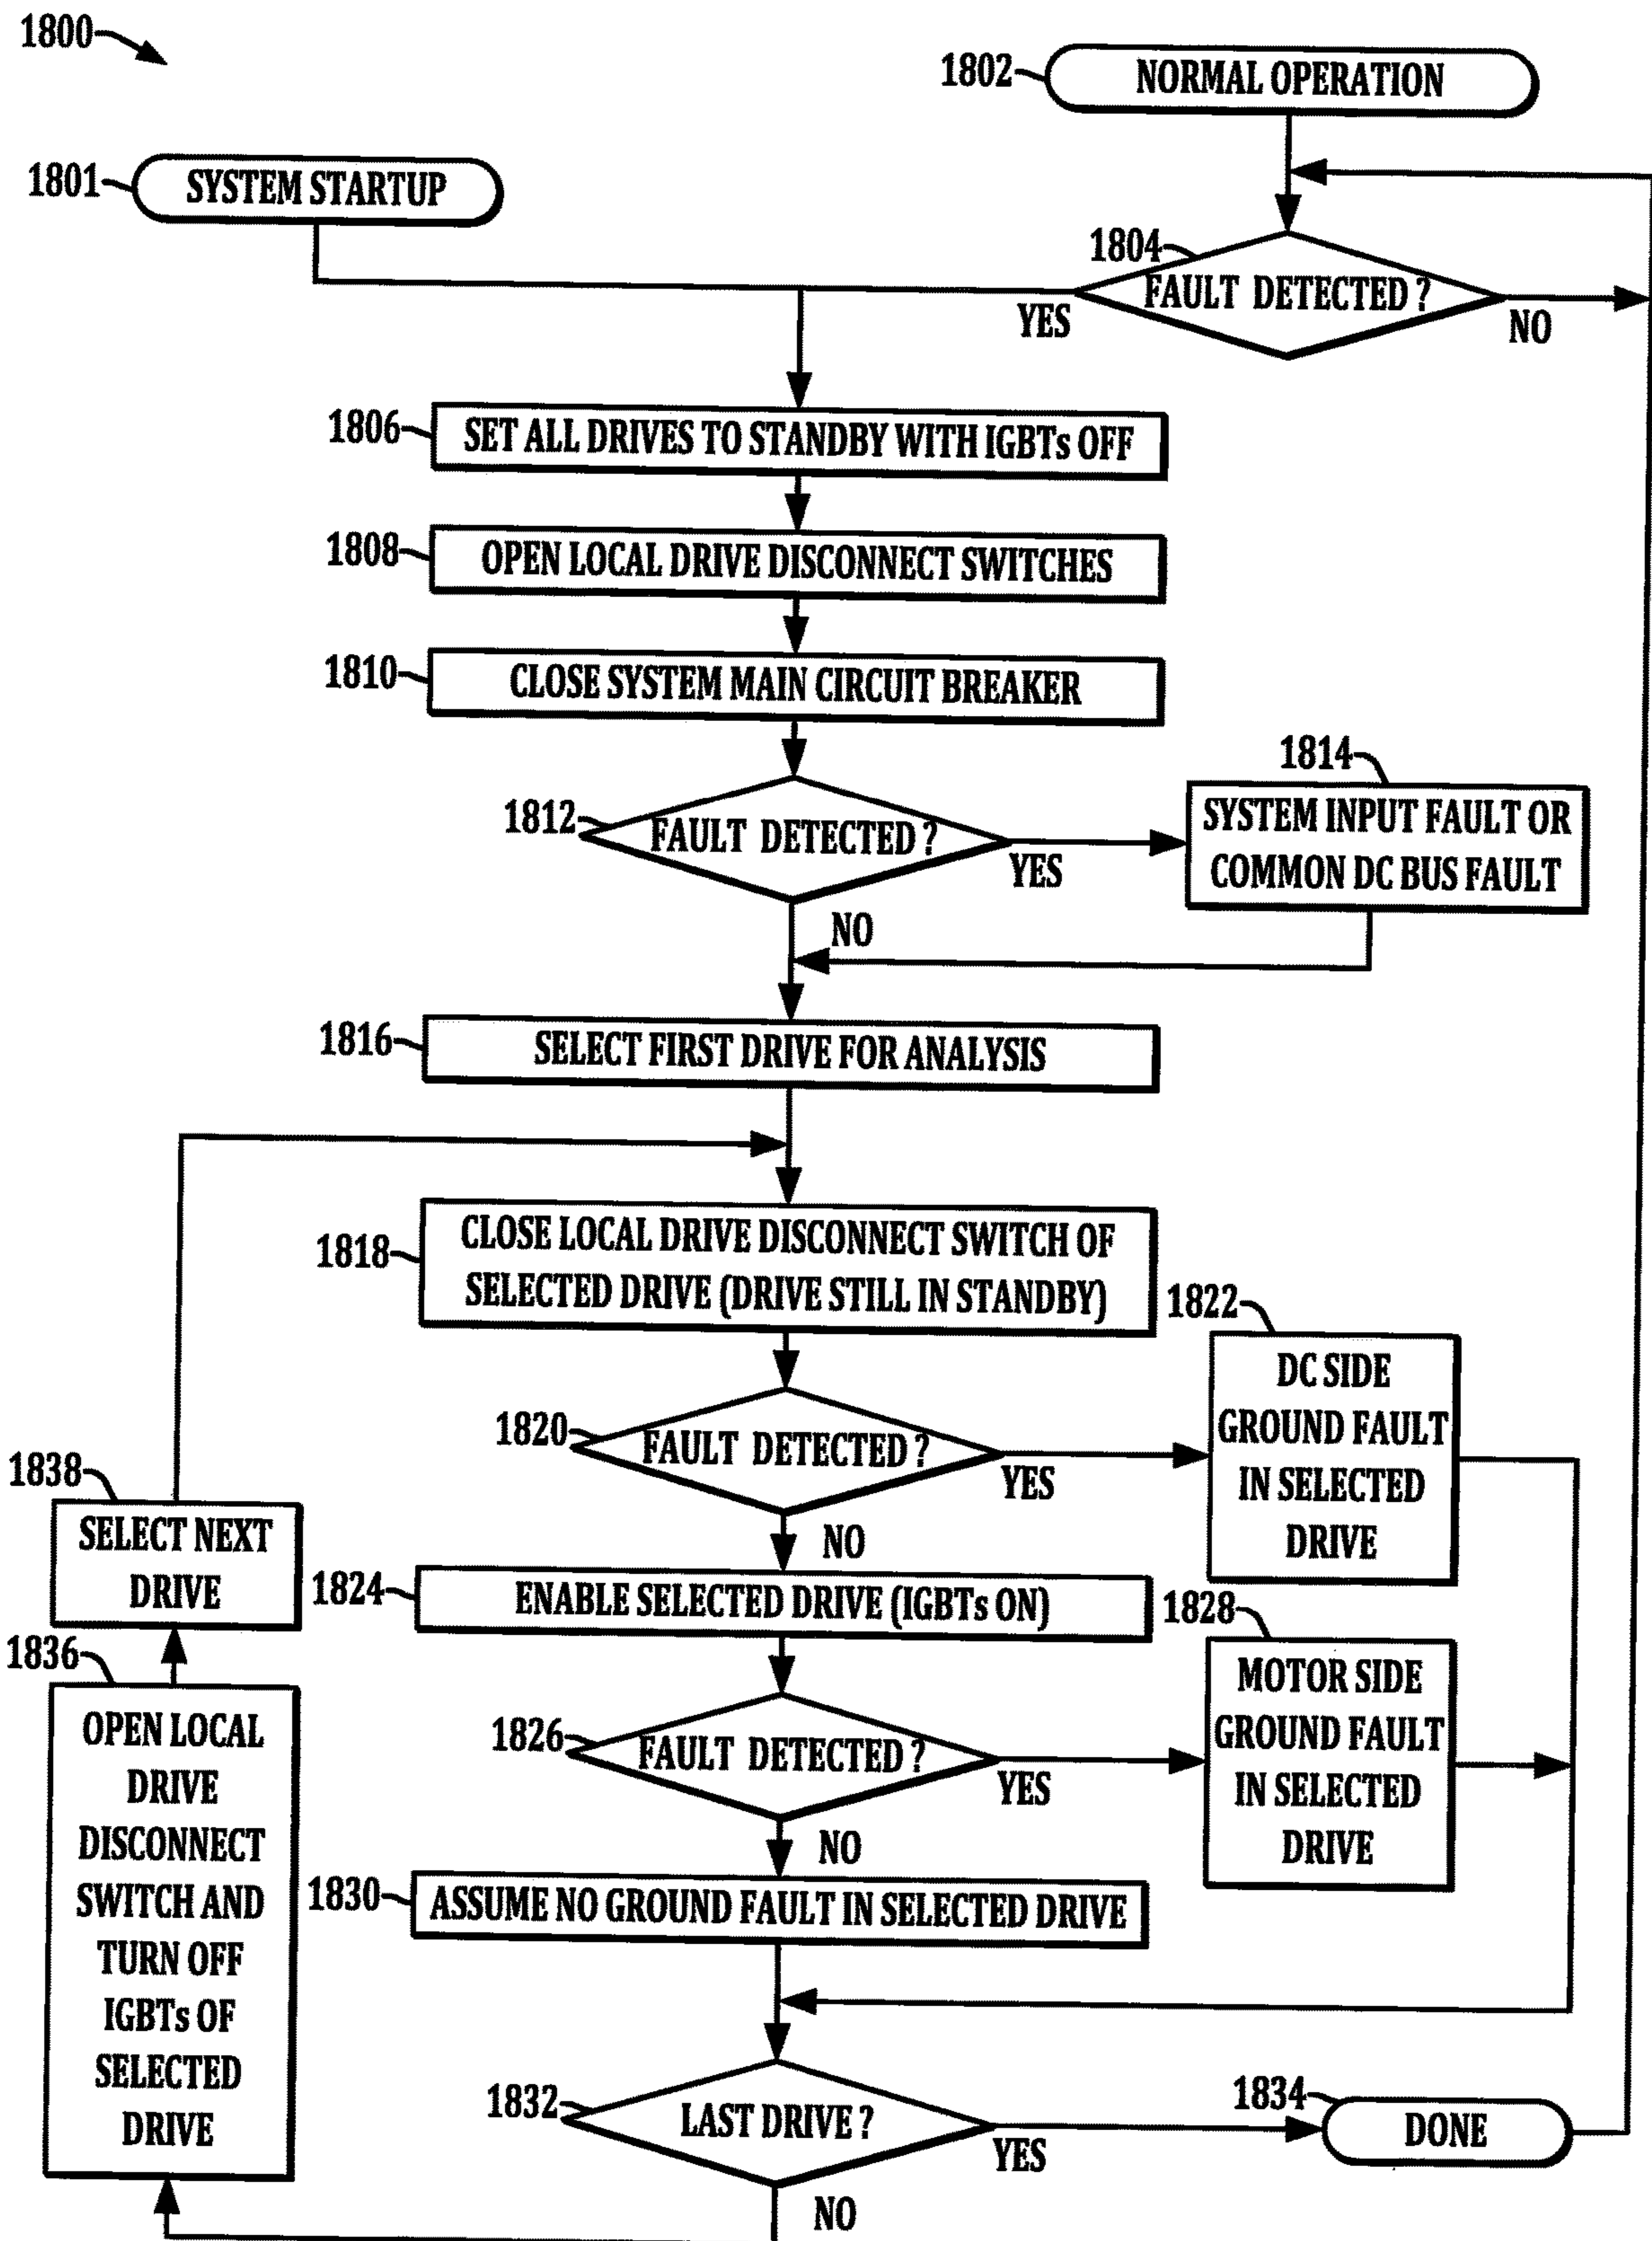 1800
1802
NORMAL OPERATION
1801
SYSTEM STARTUP
1804
FAULT DETECTED ?
YES
NO
1806
SET ALL DRIVES TO STANDBY WITH IGBTs OFF
1808
OPEN LOCAL DRIVE DISCONNECT SWITCHES
1810
CLOSE SYSTEM MAIN CIRCUIT BREAKER
1812
FAULT DETECTED ?
YES
NO
1814
SYSTEM INPUT FAULT OR
COMMON DC BUS FAULT
1816
SELECT FIRST DRIVE FOR ANALYSIS
1818
CLOSE LOCAL DRIVE DISCONNECT SWITCH OF
SELECTED DRIVE (DRIVE STILL IN STANDBY)
1820
FAULT DETECTED ?
YES
NO
1822
DC SIDE
GROUND FAULT
IN SELECTED
DRIVE
1824
ENABLE SELECTED DRIVE (IGBTs ON)
1826
FAULT DETECTED ?
YES
NO
1828
MOTOR SIDE
GROUND FAULT
IN SELECTED
DRIVE
1830
ASSUME NO GROUND FAULT IN SELECTED DRIVE
1832
LAST DRIVE ?
YES
NO
1834
DONE
1836
OPEN LOCAL
DRIVE
DISCONNECT
SWITCH AND
TURN OFF
IGBTs OF
SELECTED
DRIVE
1838
SELECT NEXT
DRIVE